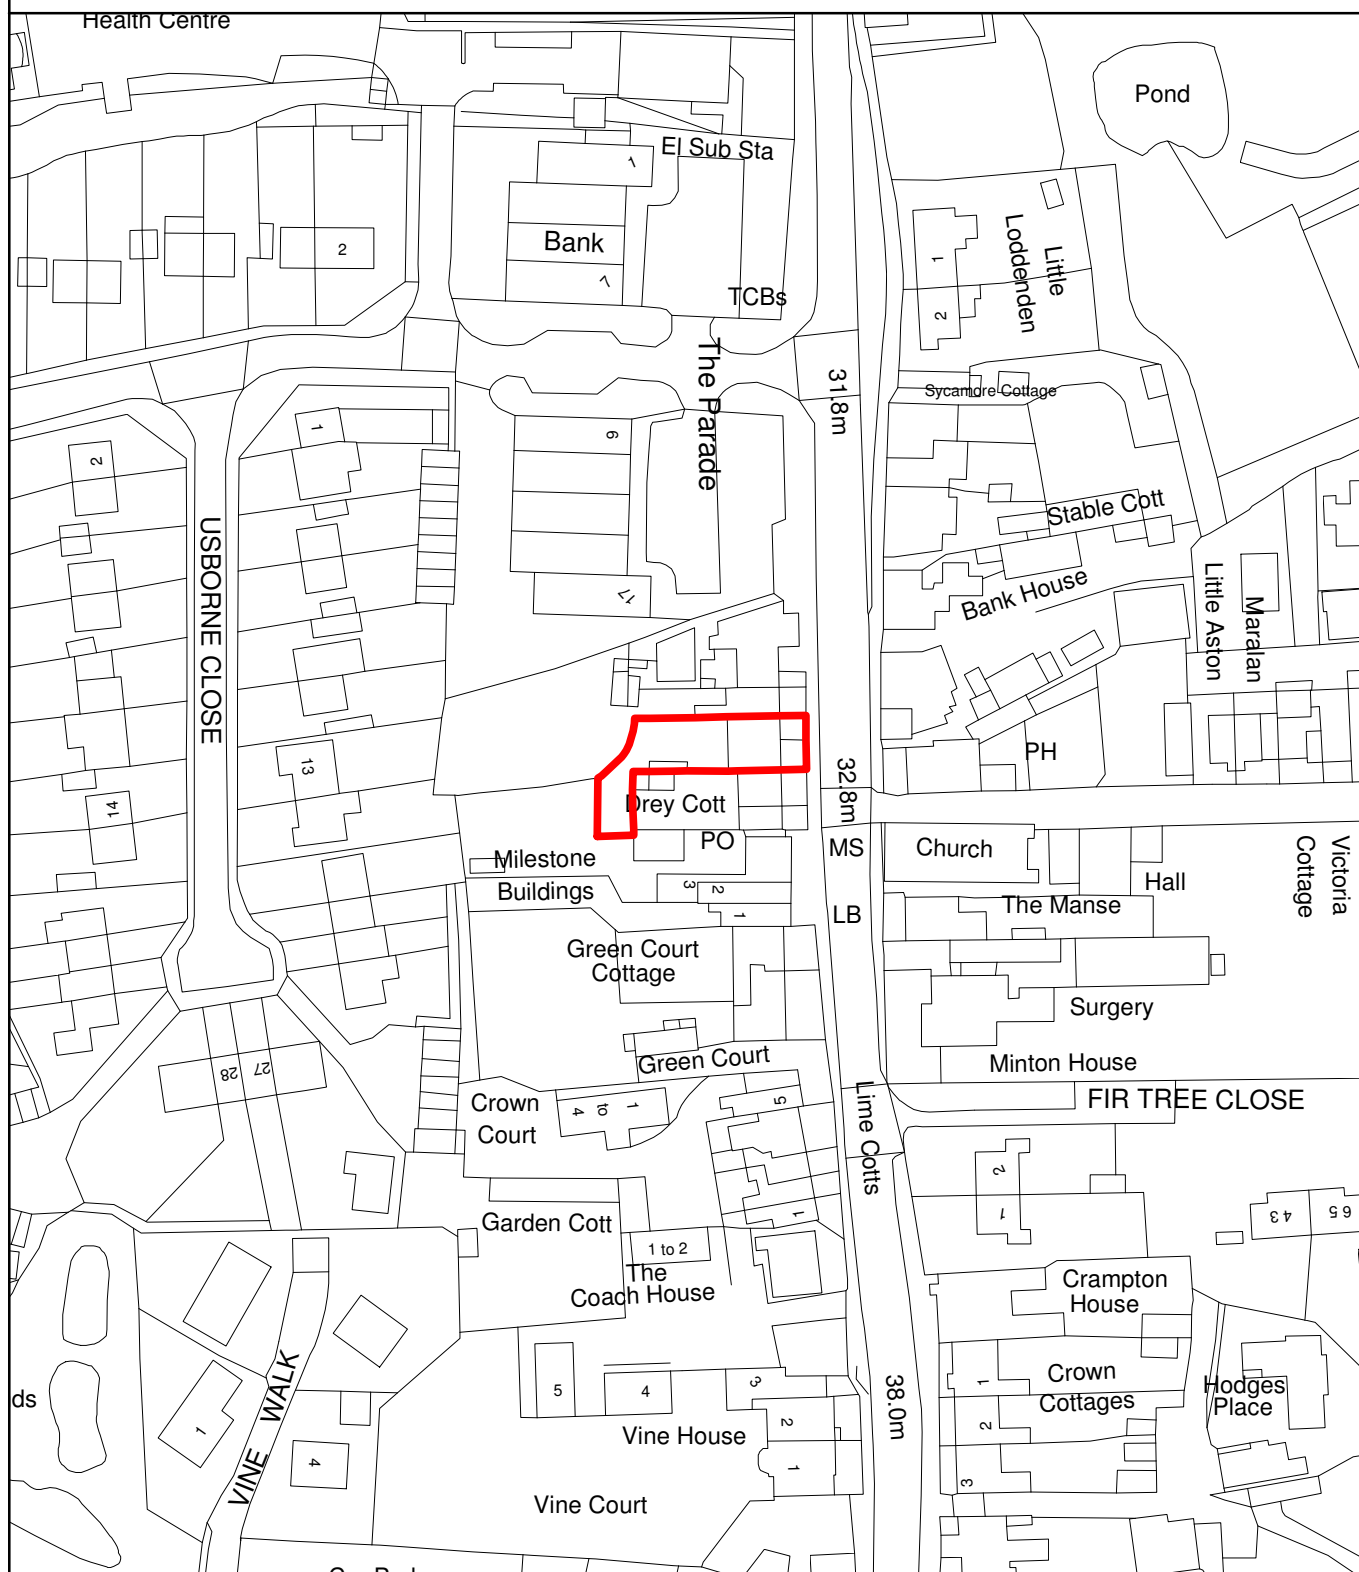 Health Centre
Pond
El Sub Sta
1
Bank
2
7
TCBs
Little
Loddenden
1
2
The Parade
31.8m
Sycamore Cottage
9
1
2
Stable Cott
USBORNE CLOSE
Bank House
17
Little Aston
Maralan
PH
13
14
32.8m
Drey Cott
PO
MS
Church
Victoria
Cottage
Milestone
Buildings
3
2
1
Hall
The Manse
LB
Green Court
Cottage
Surgery
Green Court
Minton House
28
27
Crown
Court
4
to
1
5
Lime Cotts
FIR TREE CLOSE
2
1
1
Garden Cott
1 to 2
The
Coach House
4 3
6 5
Crampton
House
5
4
3
2
1
Vine House
Vine Court
38.0m
1
Crown
Cottages
2
3
Hodges
Place
ds
1
VINE WALK
4